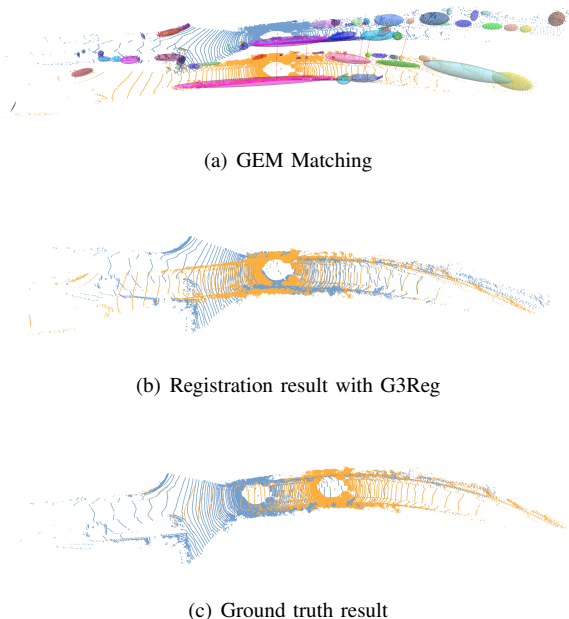 (a) GEM Matching
(b) Registration result with G3Reg
(c) Ground truth result